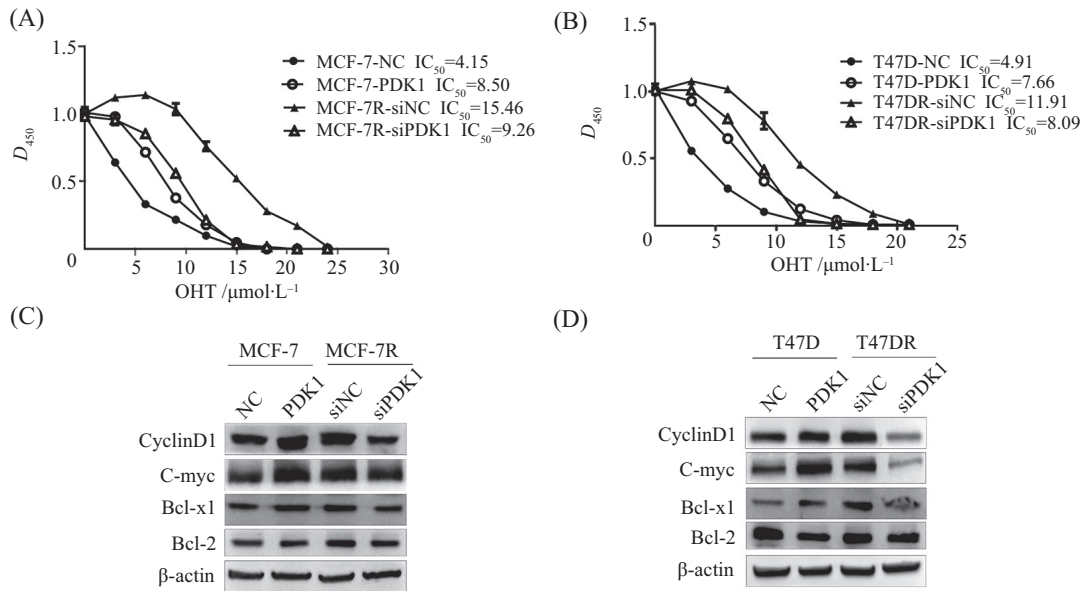 (A)
1.5
1.0
0.5
0
5
10
15
20
25
30
D450
OHT /μmol·L–1
MCF-7-NC IC50=4.15
MCF-7-PDK1 IC50=8.50
MCF-7R-siNC IC50=15.46
MCF-7R-siPDK1 IC50=9.26
(B)
1.5
1.0
0.5
0
5
10
15
20
25
D450
OHT /μmol·L–1
T47D-NC IC50=4.91
T47D-PDK1 IC50=7.66
T47DR-siNC IC50=11.91
T47DR-siPDK1 IC50=8.09
(C)
MCF-7 MCF-7R
NC PDK1 siNC siPDK1
CyclinD1
C-myc
Bcl-x1
Bcl-2
β-actin
(D)
T47D T47DR
NC PDK1 siNC siPDK1
CyclinD1
C-myc
Bcl-x1
Bcl-2
β-actin